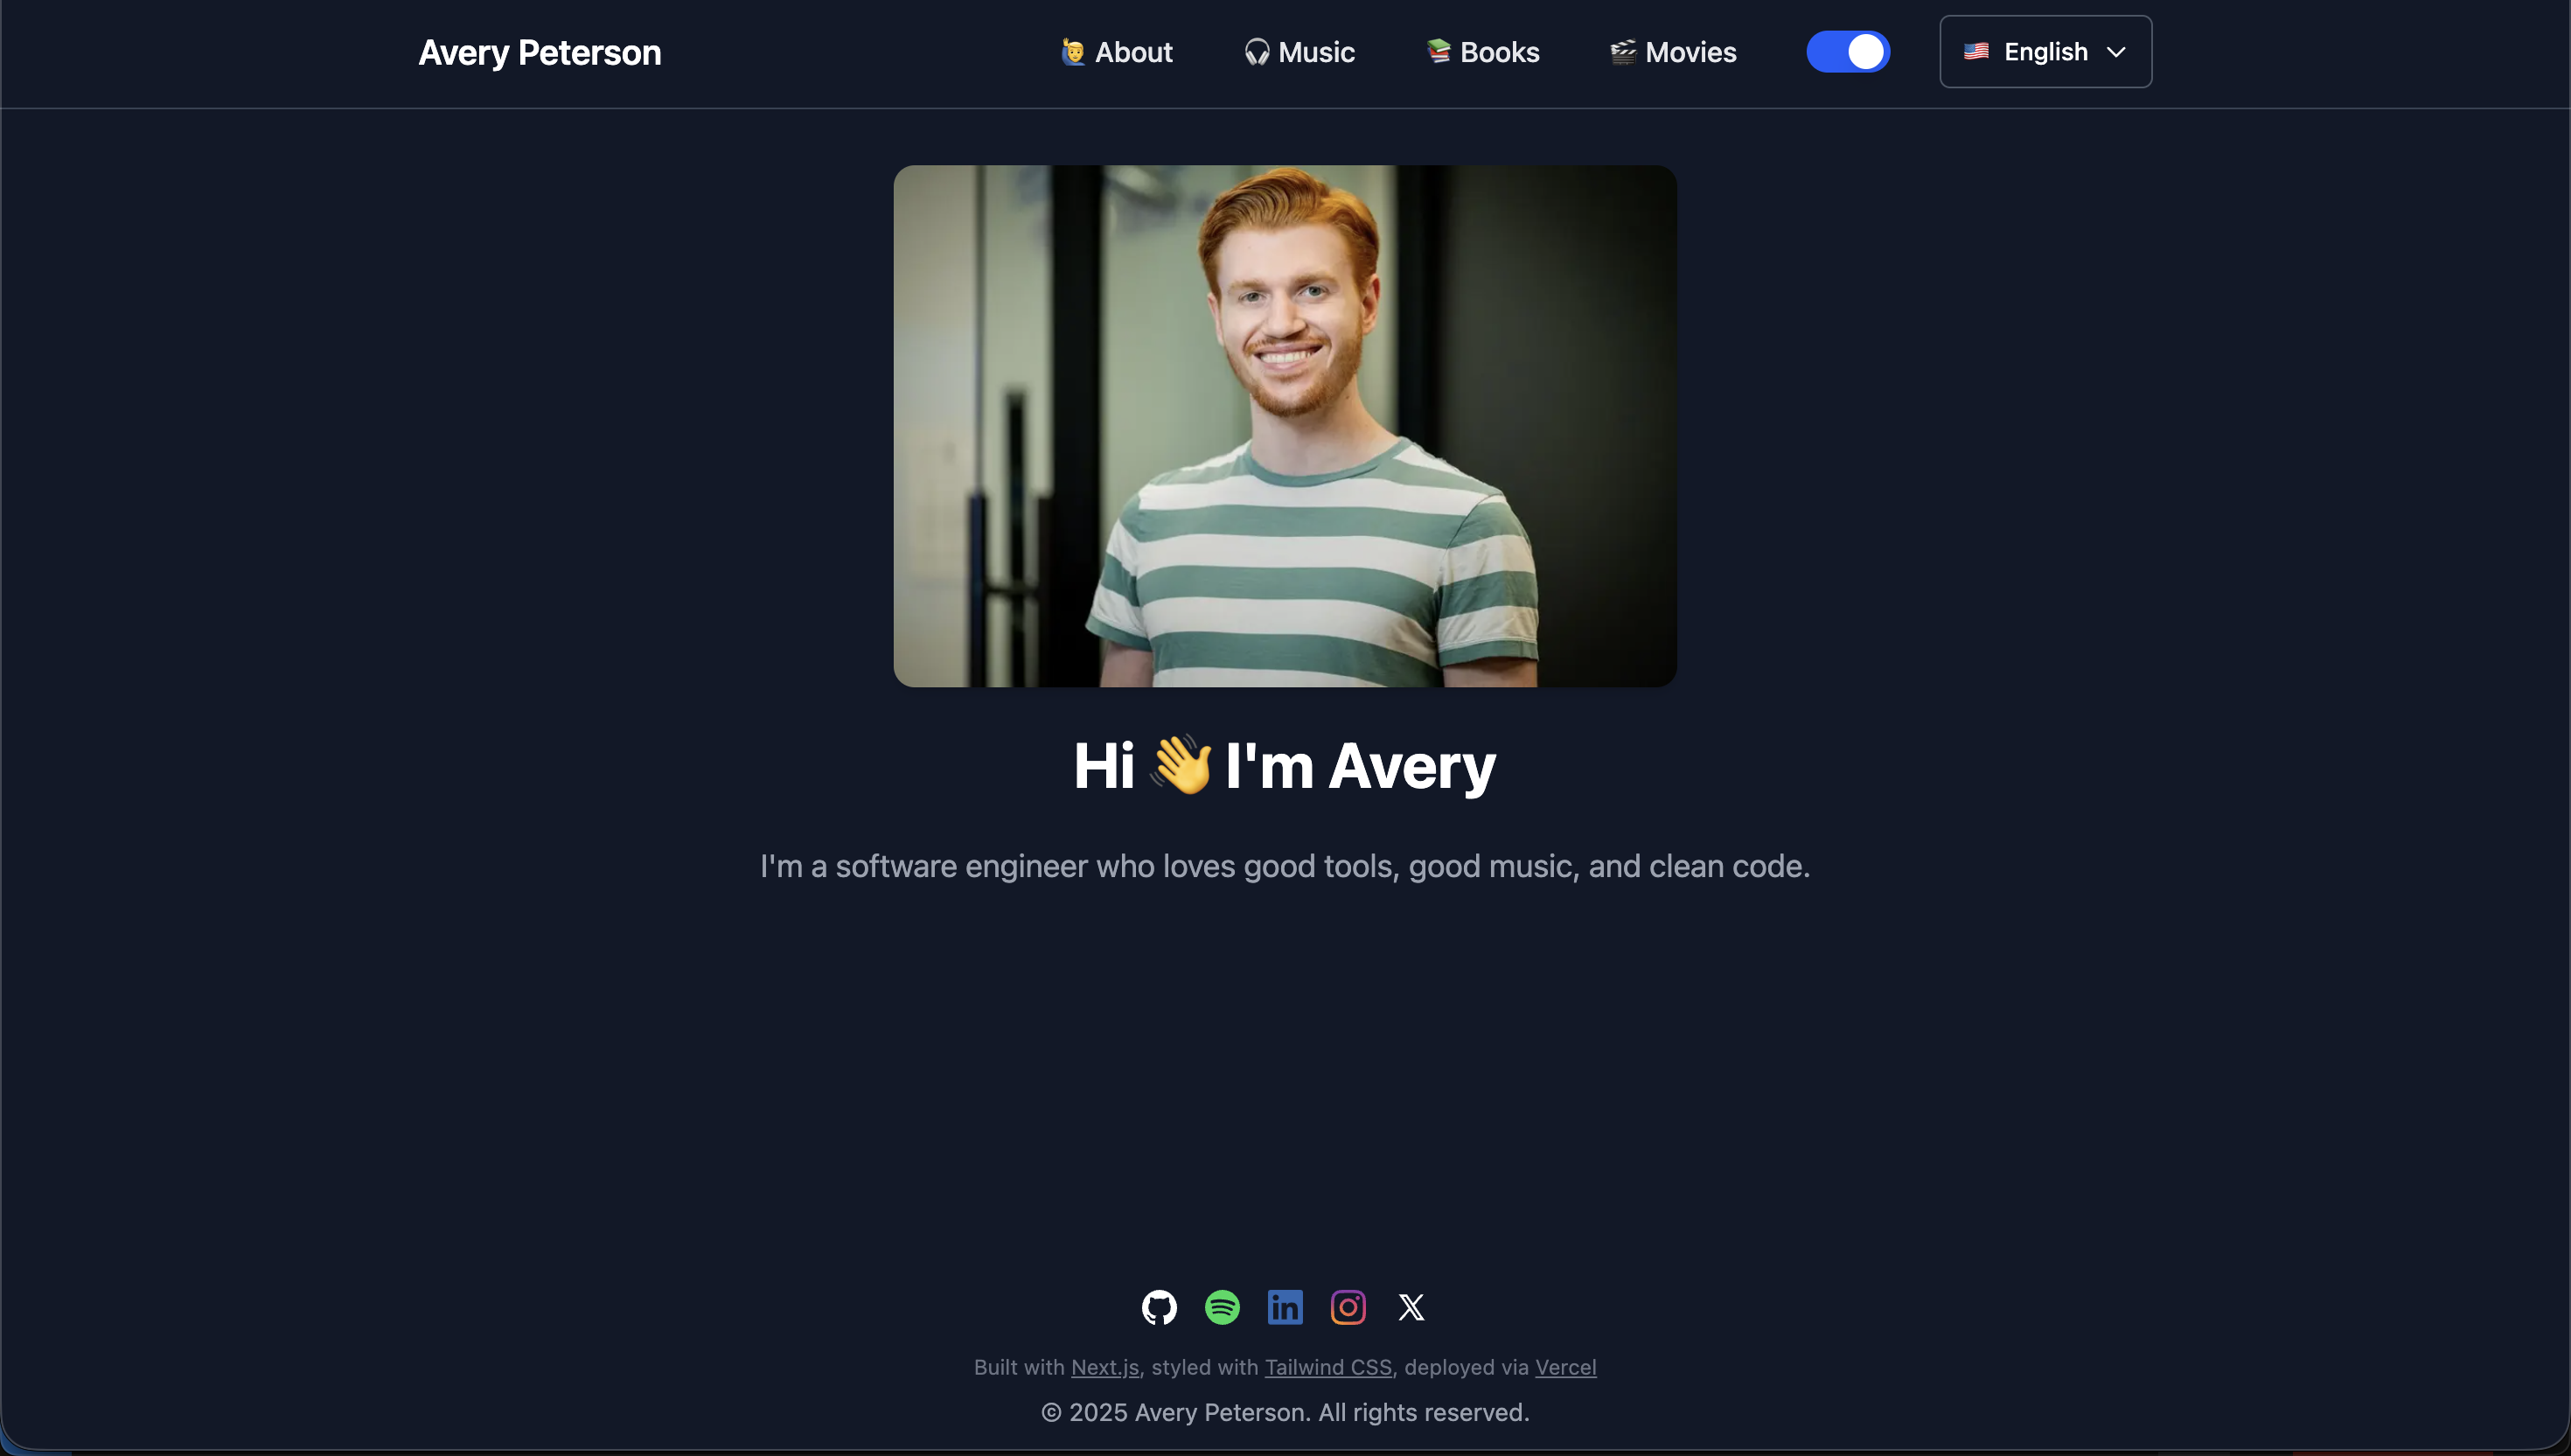 Avery Peterson
🙋‍♂️ About
🎧 Music
📚 Books
🎬 Movies
🇺🇸 English
Hi 👋 I'm Avery
I'm a software engineer who loves good tools, good music, and clean code.
in
Built with Next.js, styled with Tailwind CSS, deployed via Vercel
© 2025 Avery Peterson. All rights reserved.